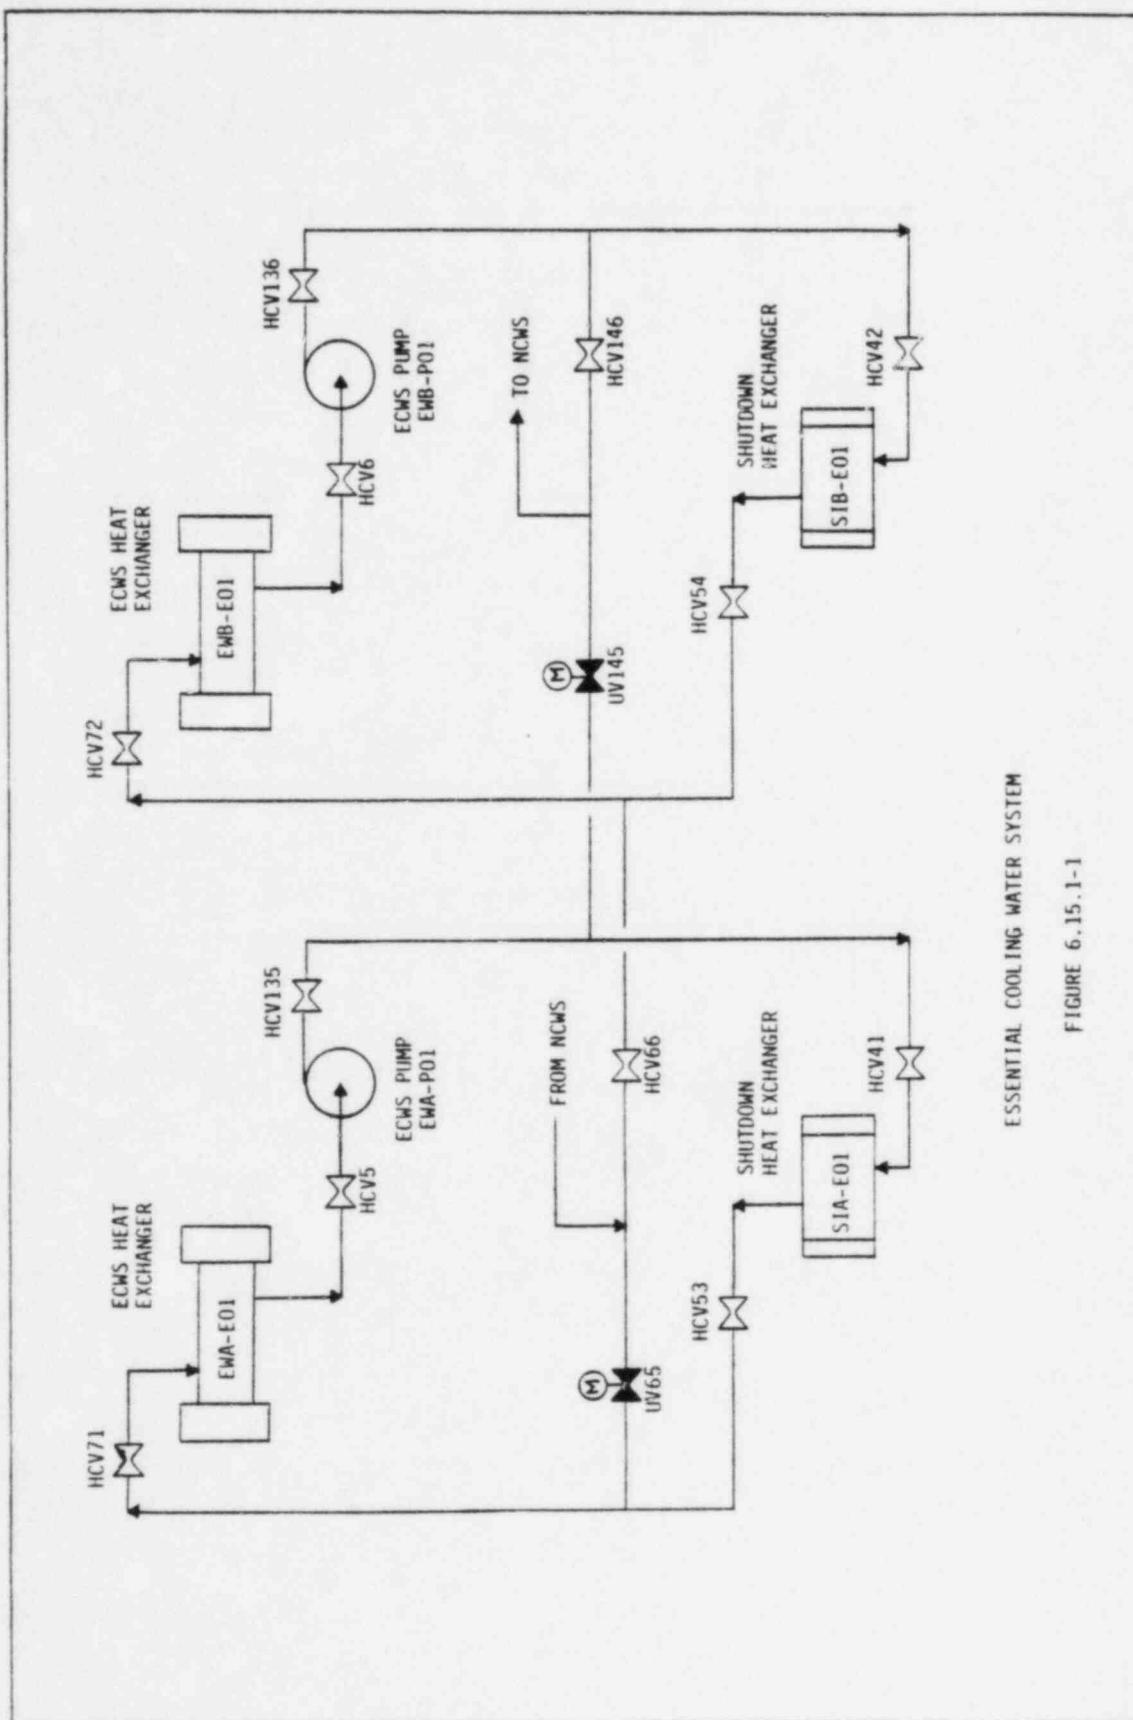 HCV71
ECWS HEAT
EXCHANGER
EWA-E01
HCV5
ECWS PUMP
EWA-P01
HCV135
M
UV65
FROM NCWS
HCV66
HCV53
SHUTDOWN
HEAT EXCHANGER
SIA-E01
HCV41
HCV72
ECWS HEAT
EXCHANGER
EWB-E01
HCV6
ECWS PUMP
EWB-P01
HCV136
M
UV145
TO NCWS
HCV146
HCV54
SHUTDOWN
HEAT EXCHANGER
SIB-E01
HCV42
ESSENTIAL COOLING WATER SYSTEM
FIGURE 6.15.1-1